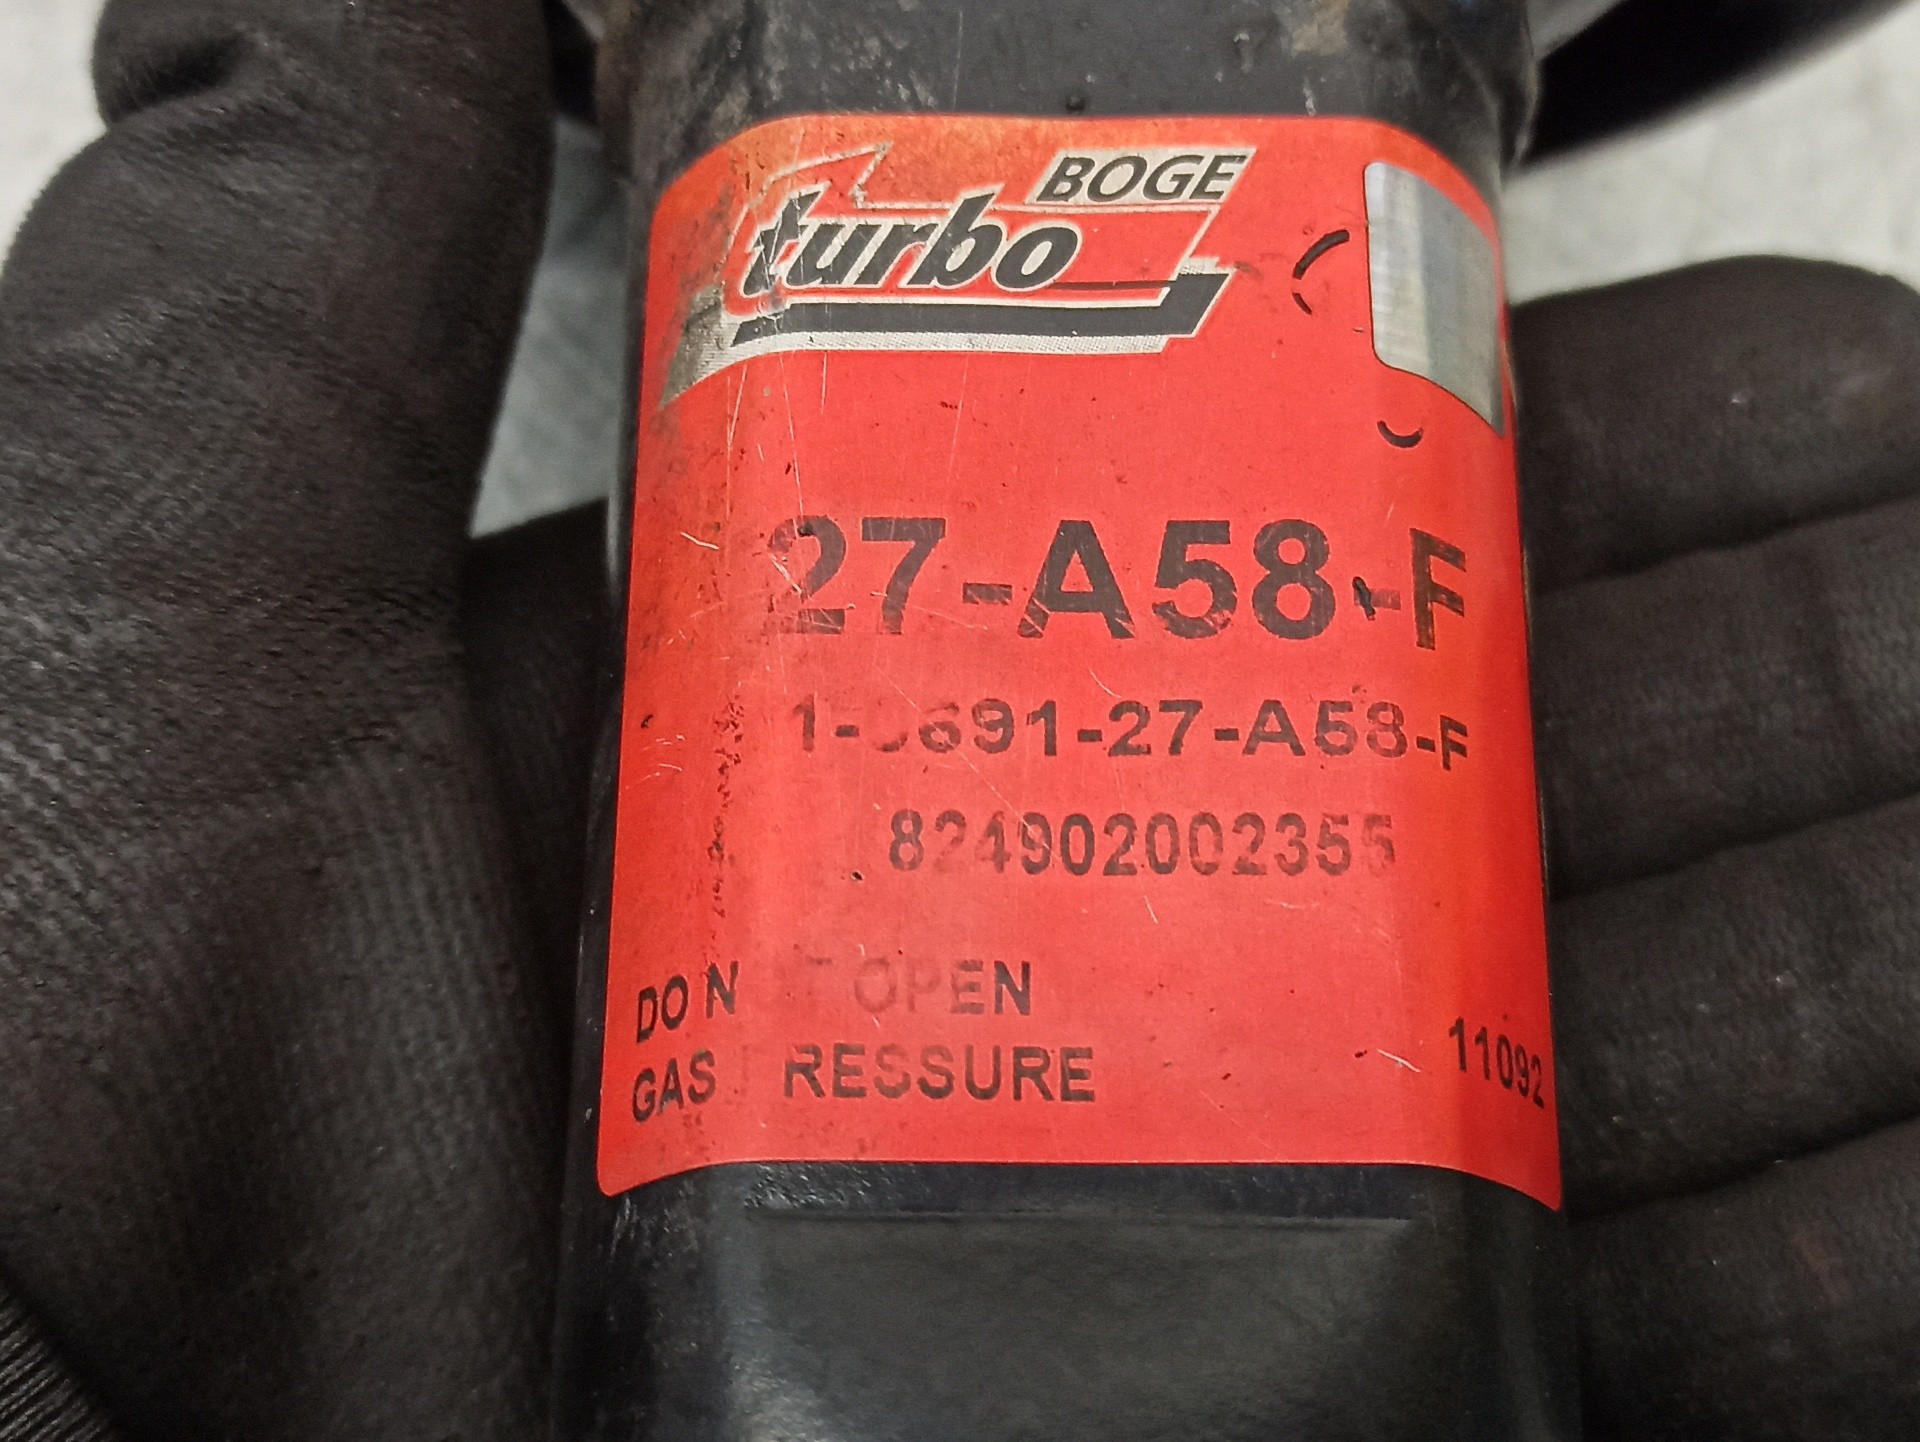 BOGE
turbo
27-A58-F
1-0691-27-A58-F
824902002355
DO NOT OPEN
GAS PRESSURE
11092